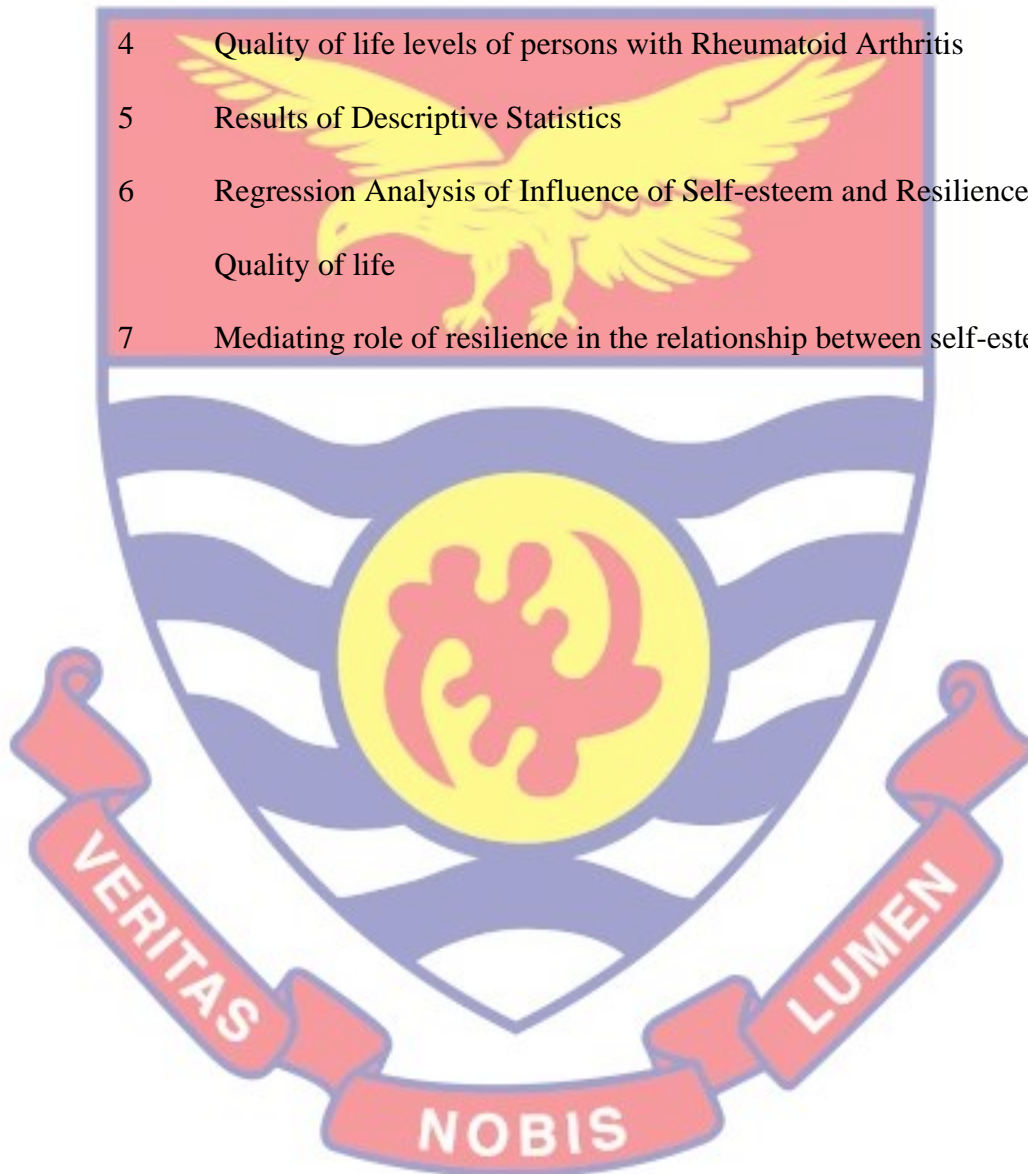 4 Quality of life levels of persons with Rheumatoid Arthritis
5 Results of Descriptive Statistics
6 Regression Analysis of Influence of Self-esteem and Resilience
Quality of life
7 Mediating role of resilience in the relationship between
VERITAS
NOBIS
LUMEN